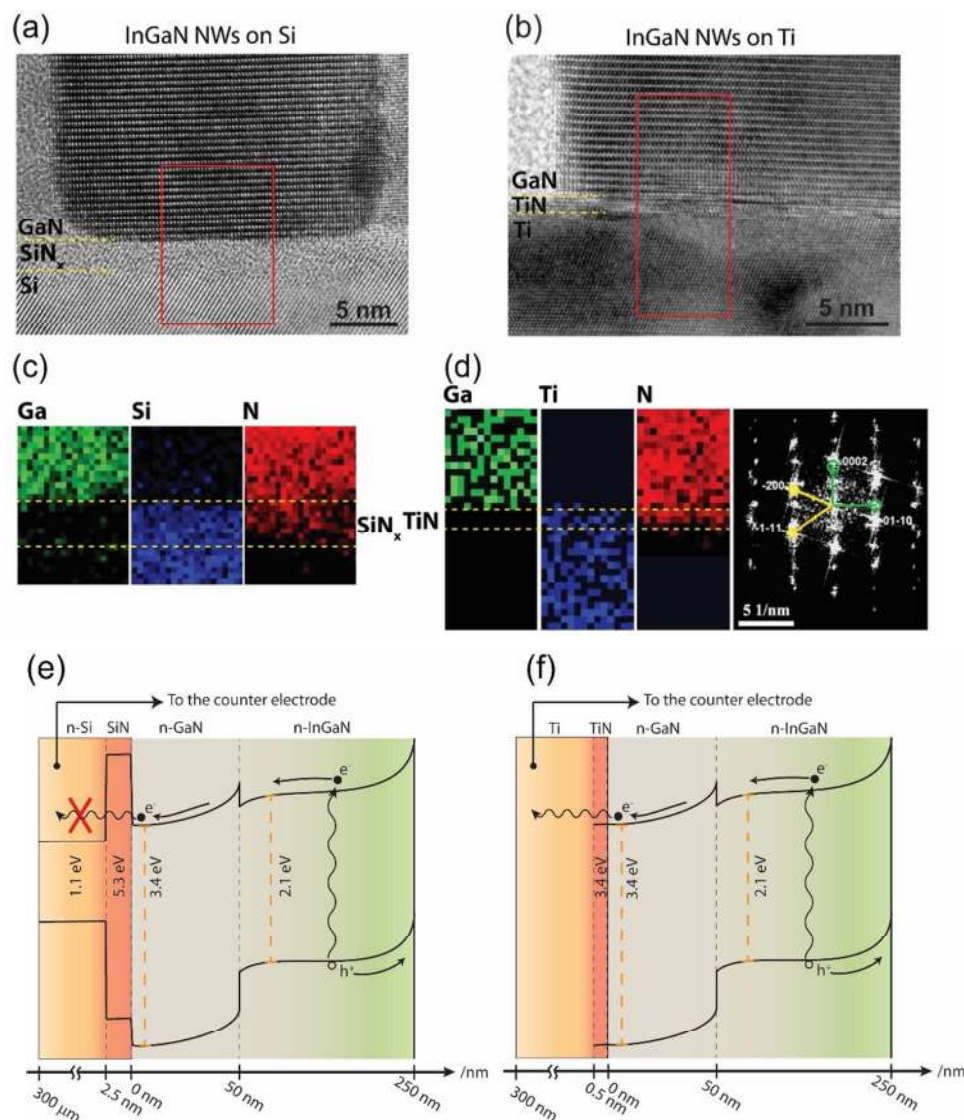 (a)
InGaN NWs on Si
GaN
SiNx
Si
5 nm
(b)
InGaN NWs on Ti
GaN
TiN
Ti
5 nm
(c)
Ga Si N
SiNx
(d)
Ga Ti N
TiN
0002
-200
1-11
01-10
5 1/nm
(e)
To the counter electrode
n-Si SiN n-GaN n-InGaN
e-
e-
1.1 eV
5.3 eV
3.4 eV
2.1 eV
h+
/nm
300 μm
2.5 nm
0 nm
50 nm
250 nm
(f)
To the counter electrode
Ti TiN n-GaN n-InGaN
e-
e-
3.4 eV
3.4 eV
2.1 eV
h+
/nm
300 nm
0.5 nm
0 nm
50 nm
250 nm